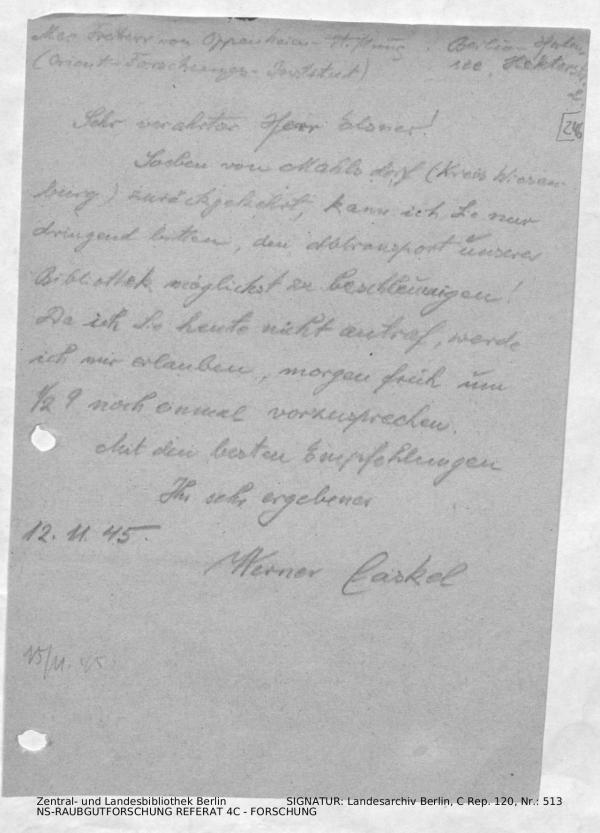 Max Freiherr von Oppenheim-Stiftung. Berlin-Halen
(Orient-Forschungs-Institut) see, Hektorstr.
2
246
Sehr verehrter Herr Elsner!
Soeben von Mahlsdorf (Kreis
burg) zurückgekehrt, kann ich Sie nur
dringend bitten, den Abtransport unserer
Bibliothek möglichst zu beschleunigen!
Da ich Sie heute nicht antraf, werde
ich mir erlauben, morgen früh um
1/2 9 noch einmal vorzusprechen.
Mit den besten Empfehlungen
Ihr sehr ergebener
12. 11. 45.
Werner Caskel
15/11. 45
Zentral- und Landesbibliothek Berlin SIGNATUR: Landesarchiv Berlin, C Rep. 120, Nr.: 513
NS-RAUBGUTFORSCHUNG REFERAT 4C - FORSCHUNG